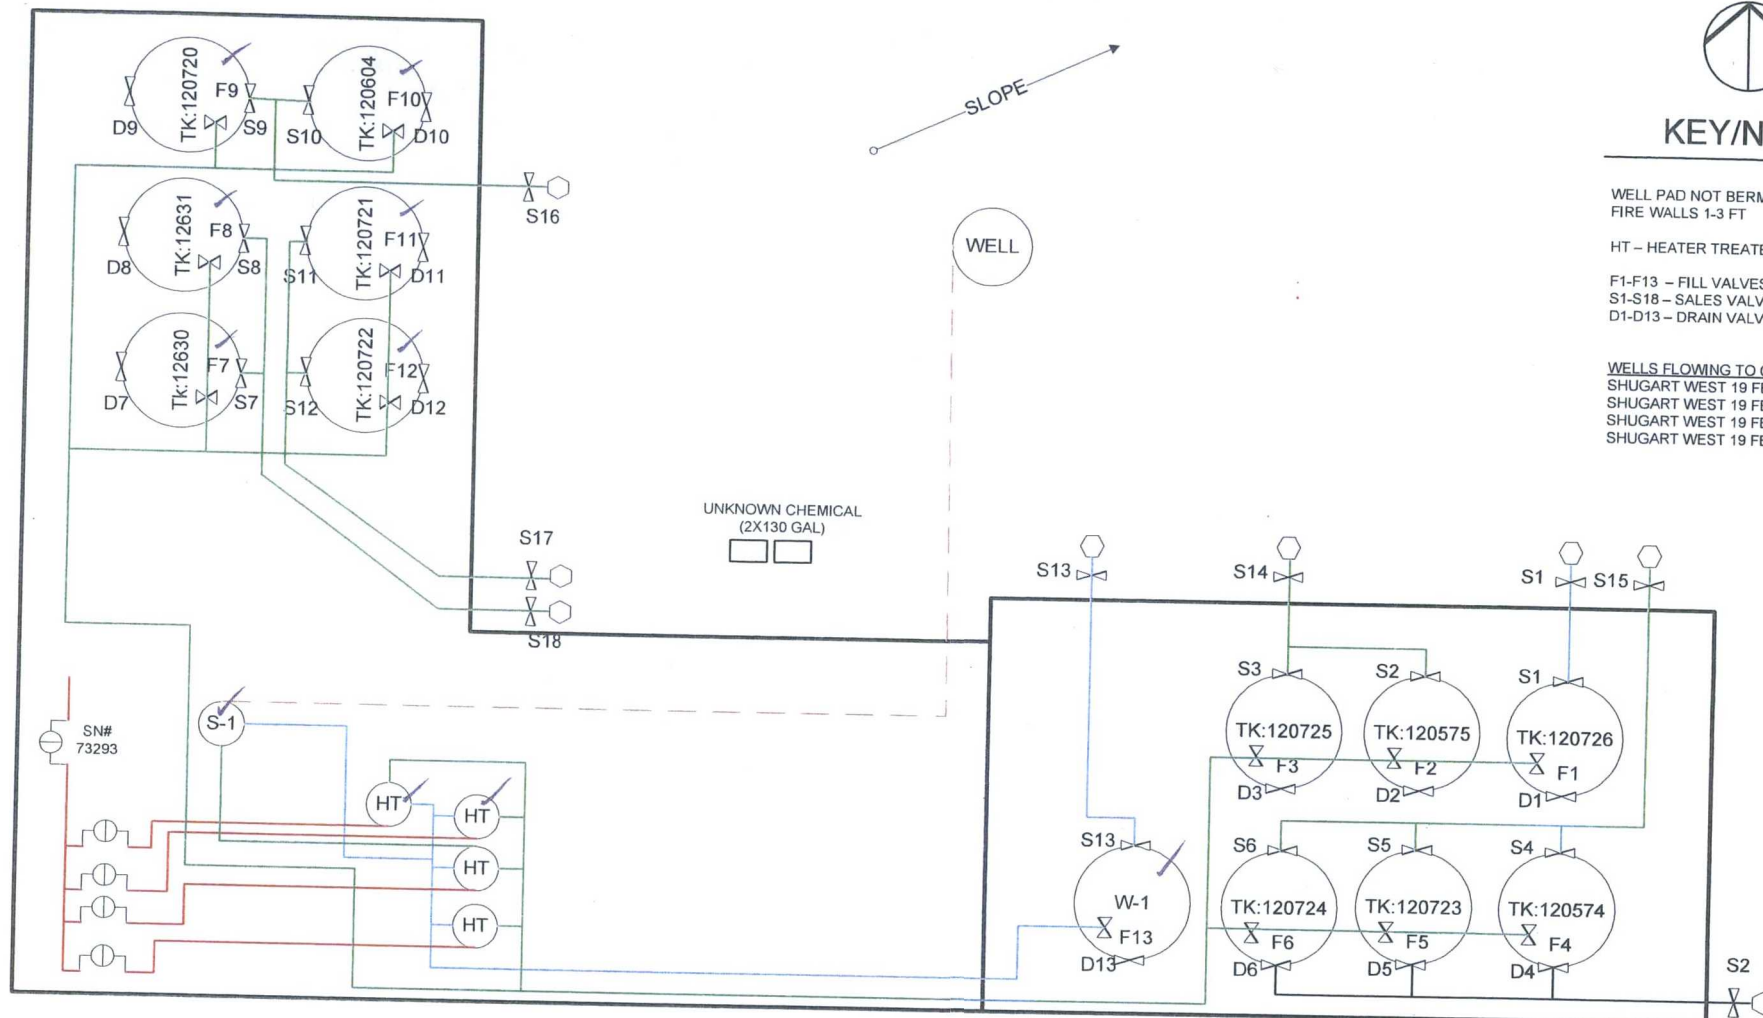 TK:120720
F9
D9
S9
TK:120604
F10
S10
D10
S16
TK:12631
F8
D8
S8
TK:120721
F11
S11
D11
TK:12630
F7
D7
S7
TK:120722
F12
S12
D12
S17
S18
SLOPE
WELL
UNKNOWN CHEMICAL
(2X130 GAL)
KEY/N
WELL PAD NOT BERM
FIRE WALLS 1-3 FT
HT – HEATER TREATE
F1-F13 – FILL VALVES
S1-S18 – SALES VALV
D1-D13 – DRAIN VALV
WELLS FLOWING TO
SHUGART WEST 19 FE
SHUGART WEST 19 FE
SHUGART WEST 19 FE
SHUGART WEST 19 FE
SN#
73293
S-1
HT
HT
HT
HT
S13
S14
S1
S15
S3
S2
S1
TK:120725
TK:120575
TK:120726
F3
F2
F1
D3
D2
D1
S13
S6
S5
S4
W-1
TK:120724
TK:120723
TK:120574
F13
F6
F5
F4
D13
D6
D5
D4
S2